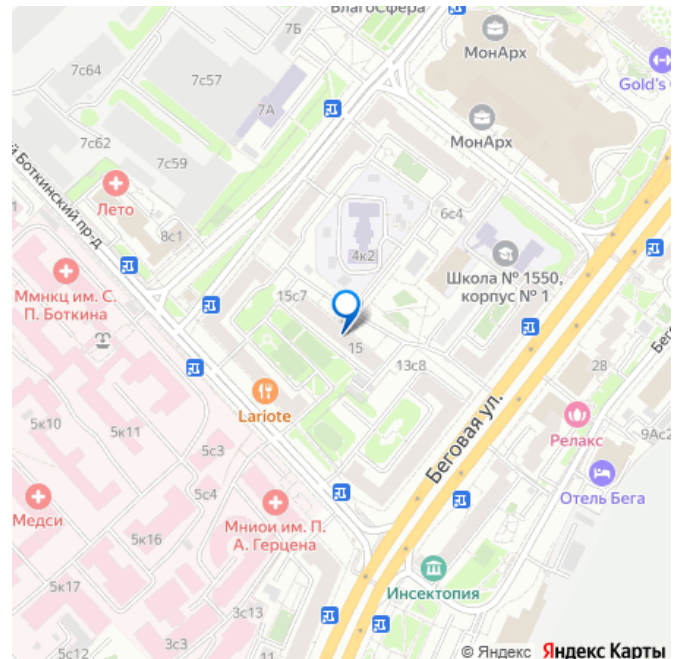 БлагоСфера
7Б
МонАрх
7с64
7с57
Gold's G
7А
7с62
7с59
МонАрх
й Боткинский пр-д
Лето
6с4
8с1
4к2
Ммнкц им. С.
П. Боткина
Школа № 1550,
корпус № 1
15с7
15
13с8
28
Бего
Lariote
Беговая ул.
5к10
5к11
5с3
Релакс
9Ас2
5с4
Отель Бега
Медси
Мниои им. П.
А. Герцена
5к16
Инсектопия
5к17
3с13
5с12
3с3
11
© Яндекс Яндекс Карты